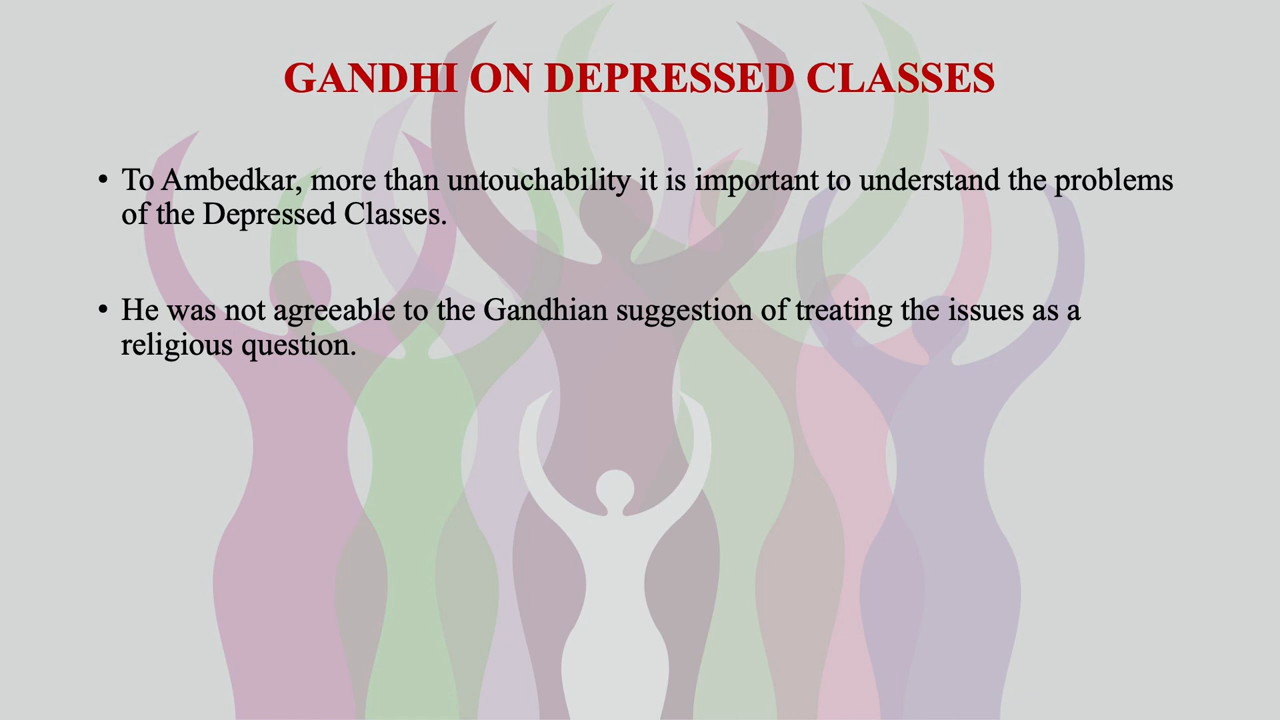 GANDHI ON DEPRESSED CLASSES
• To Ambedkar, more than untouchability it is important to understand the problems
of the Depressed Classes.
• He was not agreeable to the Gandhian suggestion of treating the issues as a
religious question.